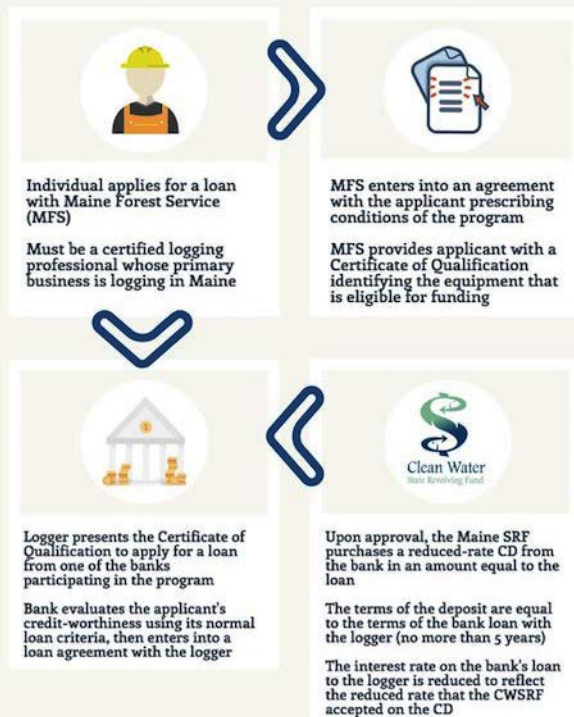 Individual applies for a loan
with Maine Forest Service
(MFS)
Must be a certified logging
professional whose primary
business is logging in Maine
MFS enters into an agreement
with the applicant prescribing
conditions of the program
MFS provides applicant with a
Certificate of Qualification
identifying the equipment that
is eligible for funding
Logger presents the Certificate of
Qualification to apply for a loan
from one of the banks
participating in the program
Bank evaluates the applicant's
credit-worthiness using its normal
loan criteria, then enters into a
loan agreement with the logger
Clean Water
State Revolving Fund
Upon approval, the Maine SRF
purchases a reduced-rate CD from
the bank in an amount equal to the
loan
The terms of the deposit are equal
to the terms of the bank loan with
the logger (no more than 5 years)
The interest rate on the bank's loan
to the logger is reduced to reflect
the reduced rate that the CWSRF
accepted on the CD